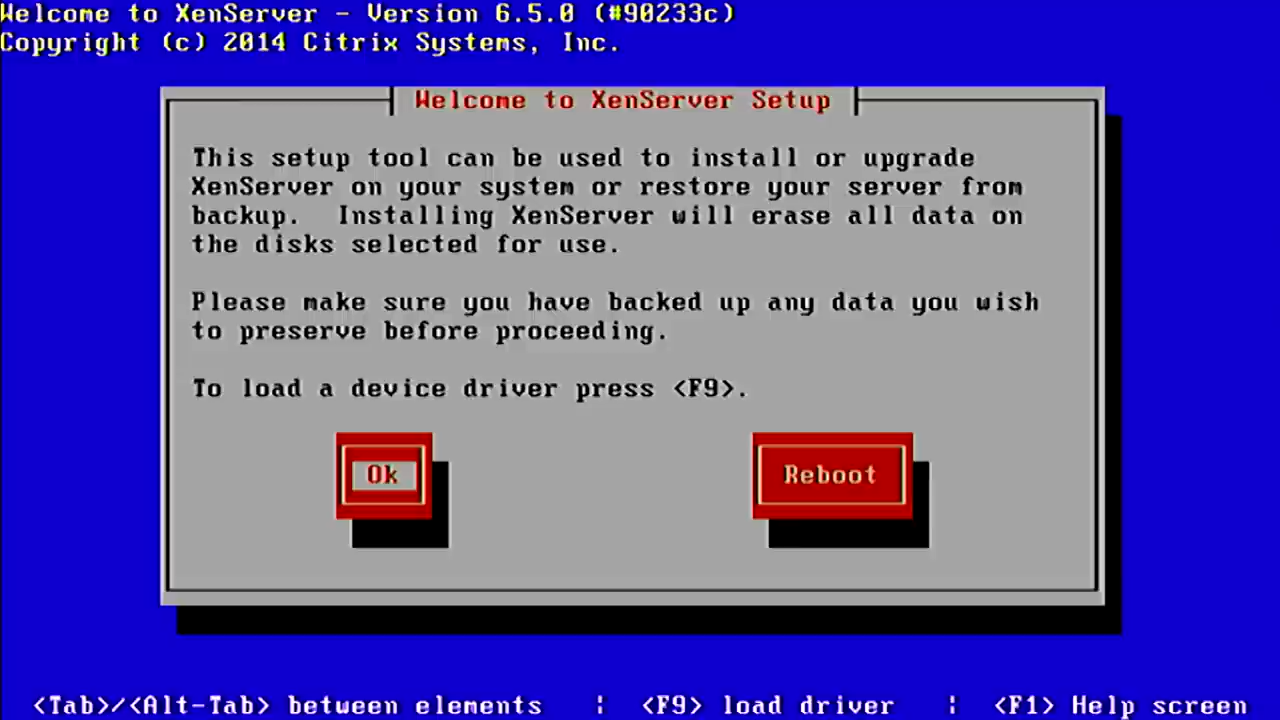 Welcome to XenServer - Version 6.5.0 (#90233c)
Copyright (c) 2014 Citrix Systems, Inc.
Welcome to XenServer Setup
This setup tool can be used to install or upgrade
XenServer on your system or restore your server from
backup.  Installing XenServer will erase all data on
the disks selected for use.
Please make sure you have backed up any data you wish
to preserve before proceeding.
To load a device driver press <F9>.
Ok
Reboot
<Tab>/<Alt-Tab> between elements   ¦  <F9> load driver   ¦  <F1> Help screen